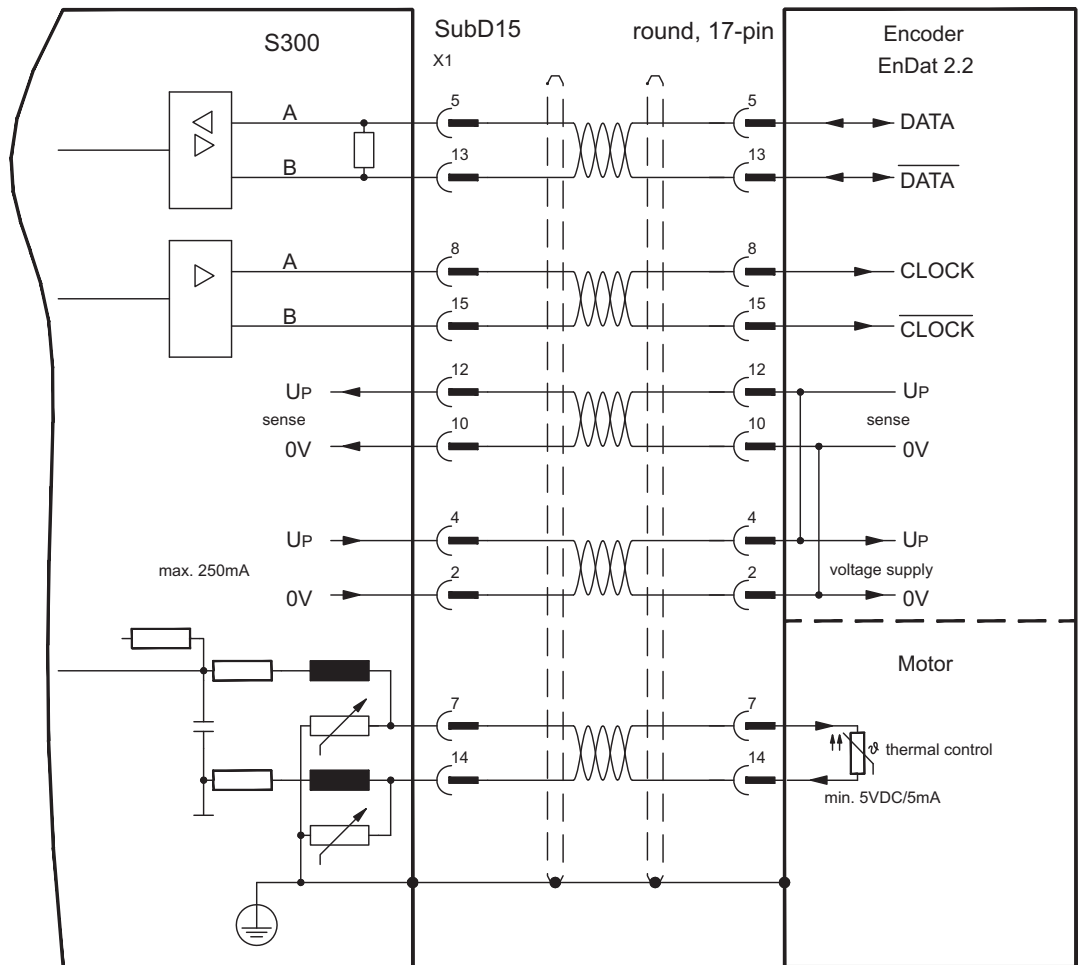 S300
SubD15
X1
round, 17-pin
Encoder
EnDat 2.2
A
5
5
DATA
B
13
13
DATA
A
8
8
CLOCK
B
15
15
CLOCK
UP
12
12
UP
sense
sense
0V
10
10
0V
UP
4
4
UP
max. 250mA
voltage supply
0V
2
2
0V
Motor
7
7
ϑ thermal control
14
14
min. 5VDC/5mA